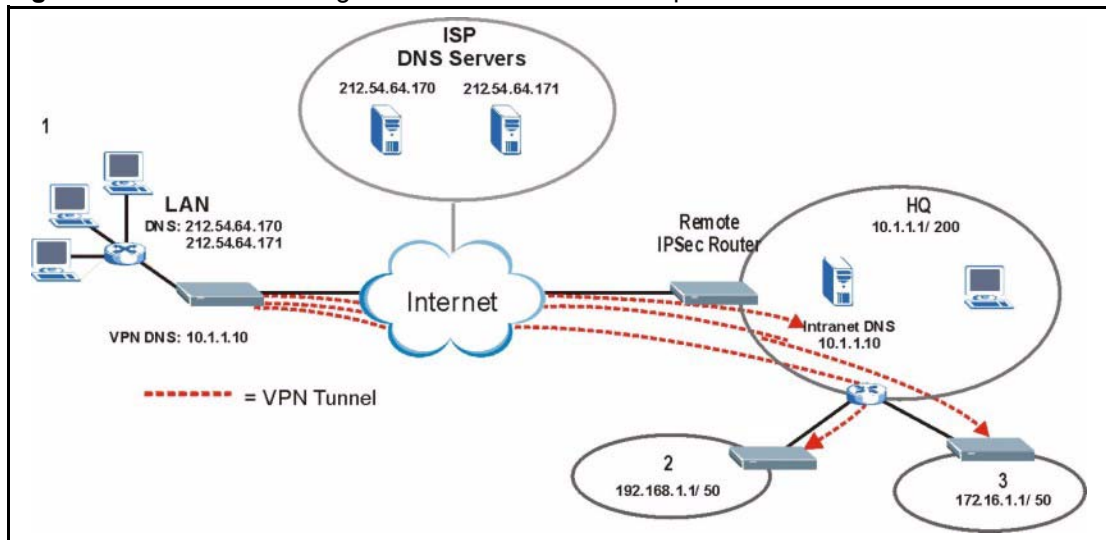 ISP
DNS Servers
212.54.64.170 212.54.64.171
1
LAN
DNS: 212.54.64.170
212.54.64.171
VPN DNS: 10.1.1.10
Internet
Remote
IPSec Router
HQ
10.1.1.1/ 200
Intranet DNS
10.1.1.10
= VPN Tunnel
2
192.168.1.1/ 50
3
172.16.1.1/ 50